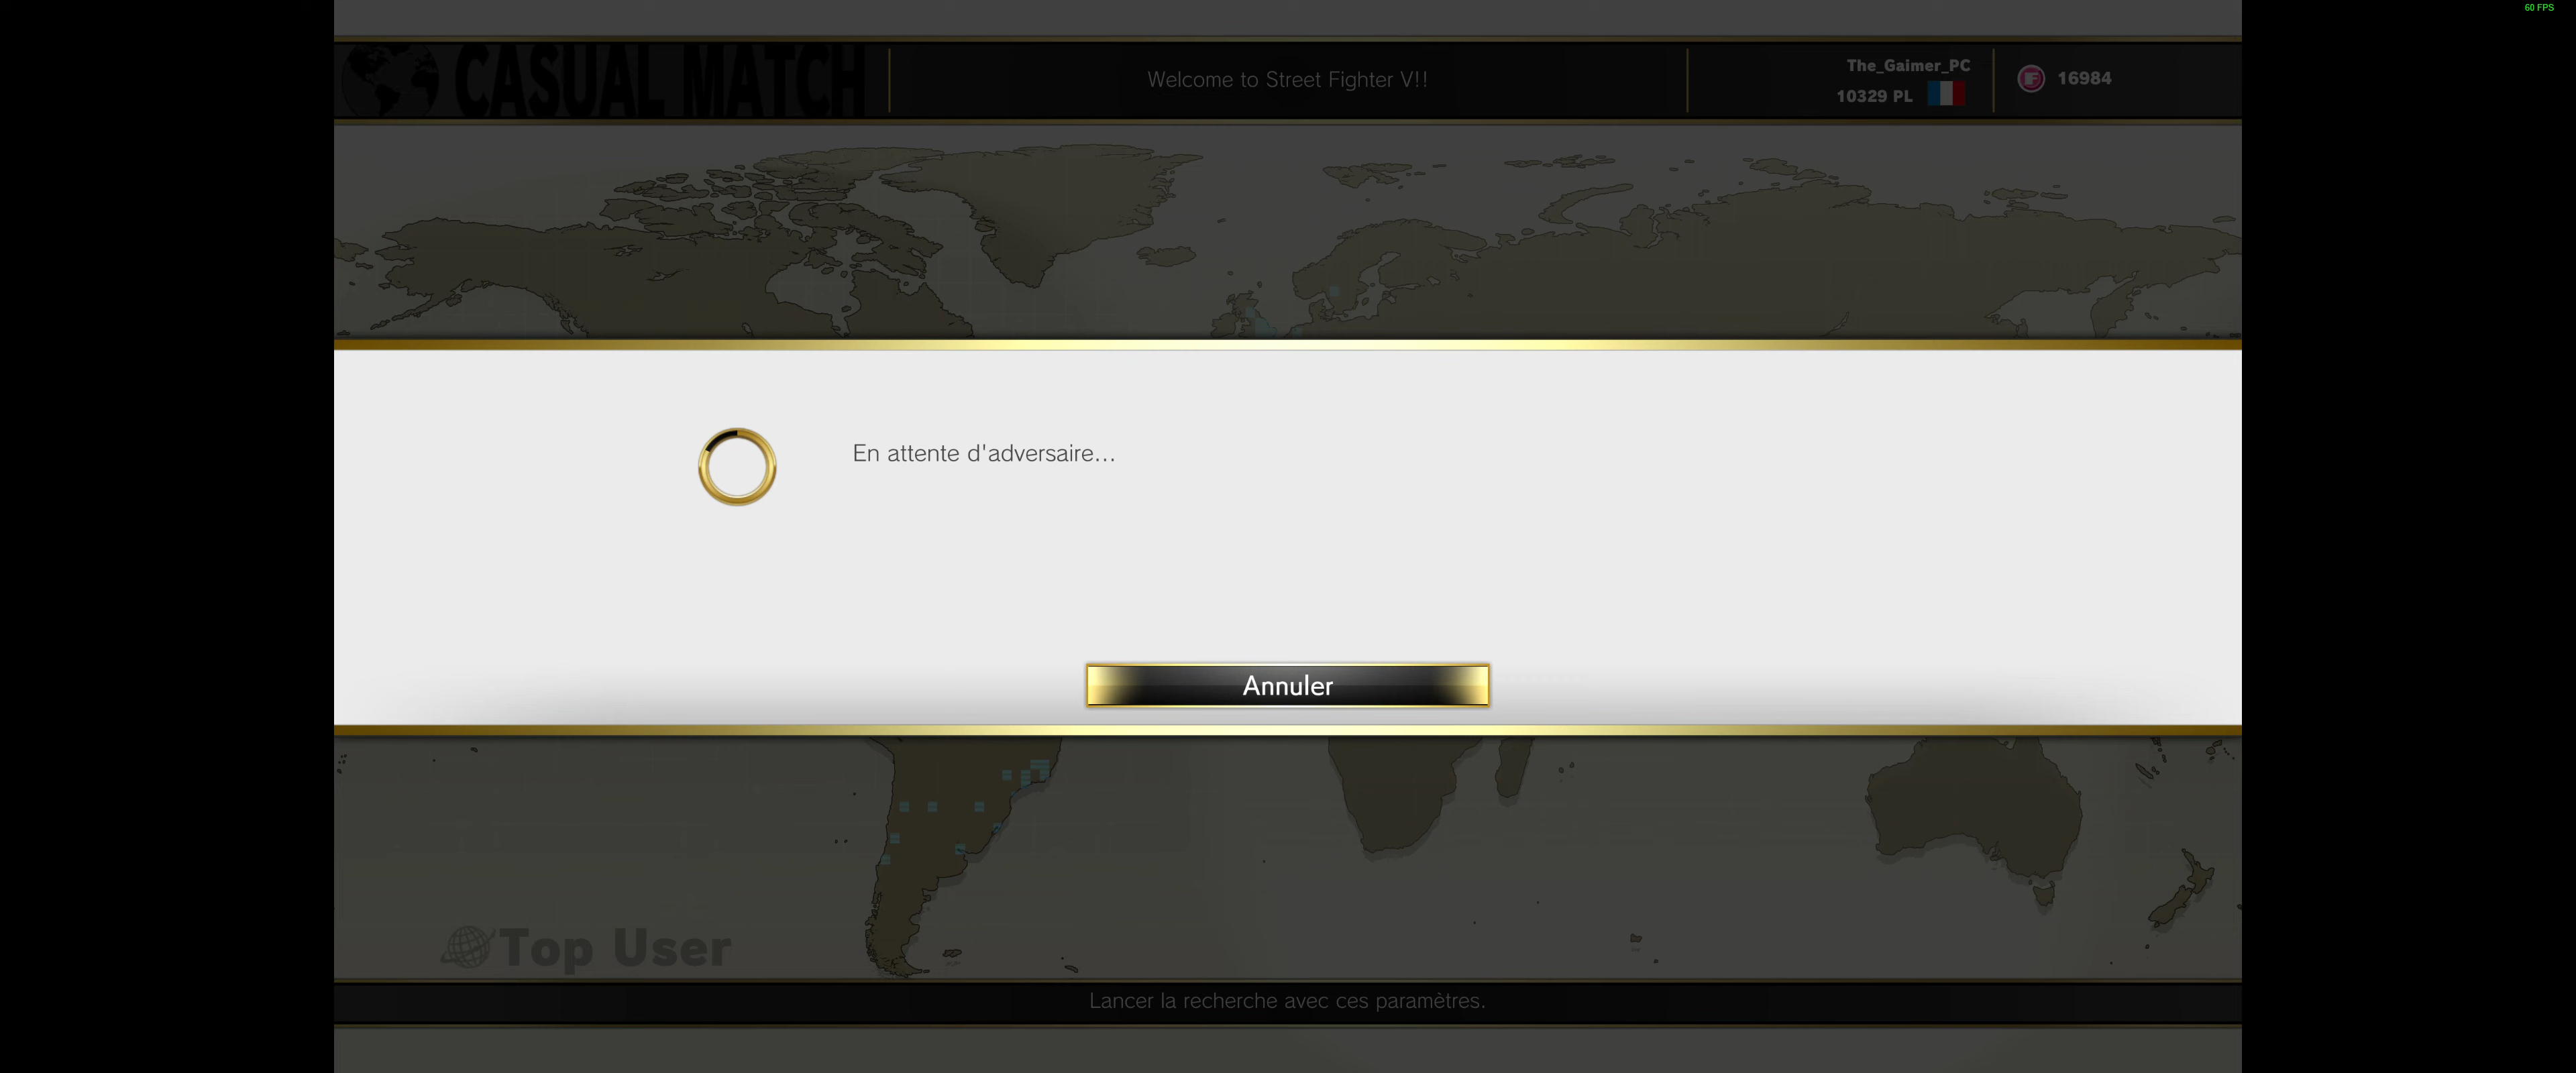 60 FPS
CASUAL MATCH
Welcome to Street Fighter V!!
The_Gaimer_PC
10329 PL
F 16984
En attente d'adversaire...
Annuler
Top User
Lancer la recherche avec ces paramètres.